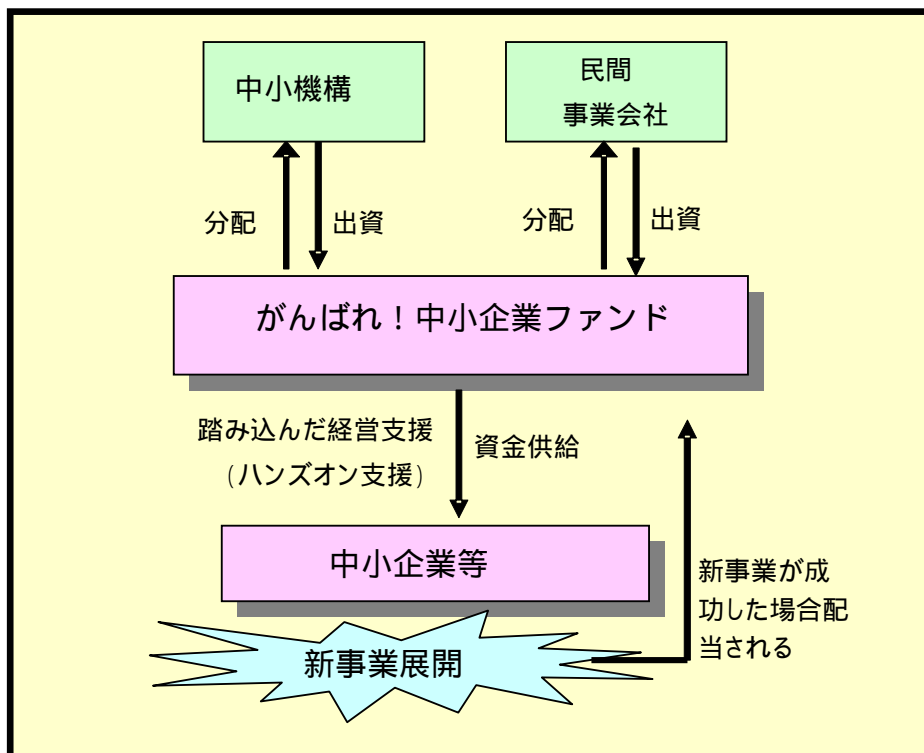 中小機構
民間
事業会社
分配
出資
分配
出資
がんばれ！中小企業ファンド
踏み込んだ経営支援
（ハンズオン支援）
資金供給
中小企業等
新事業が成
功した場合配
当される
新事業展開